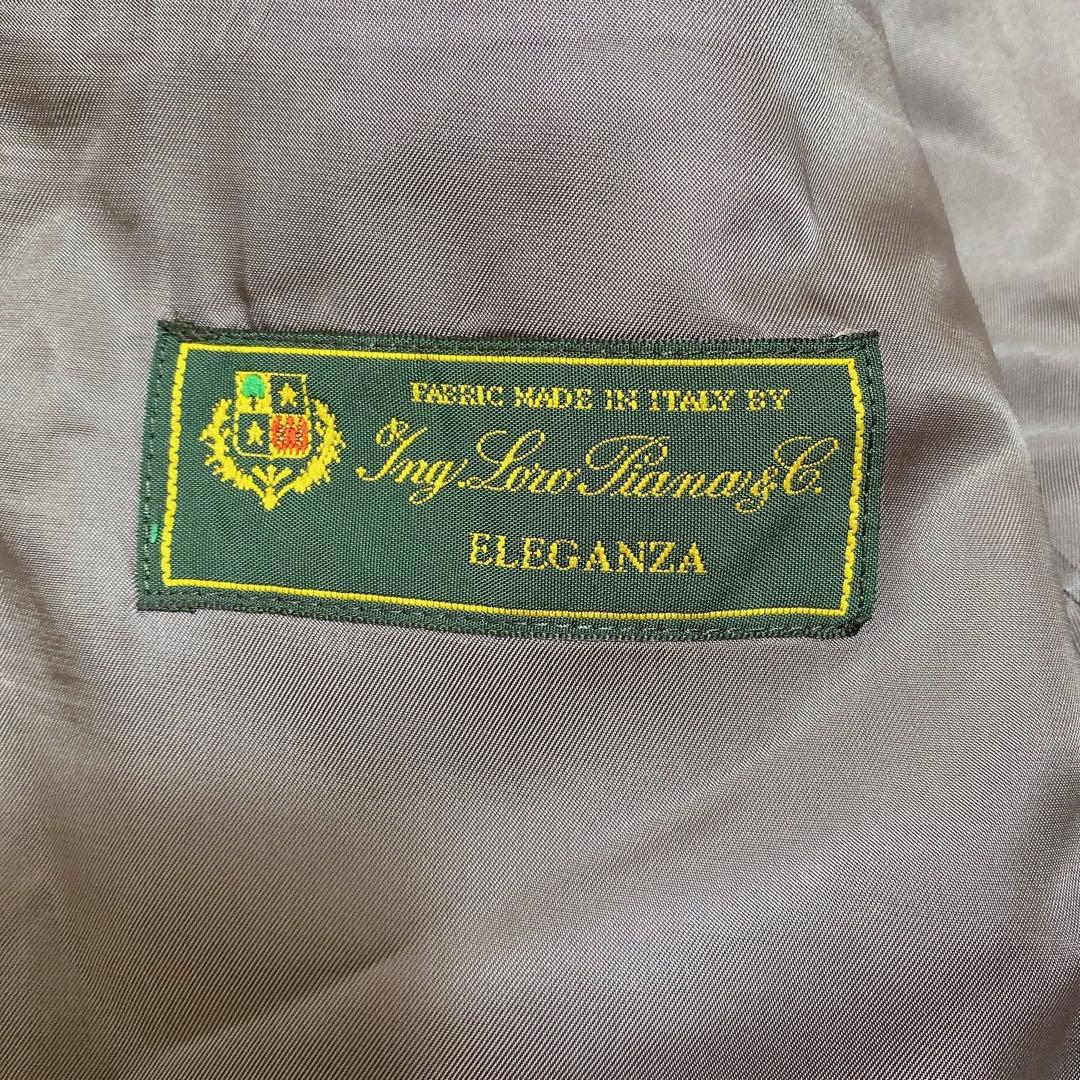 FABRIC MADE IN ITALY BY
Ing. Loro Piana & C.
ELEGANZA